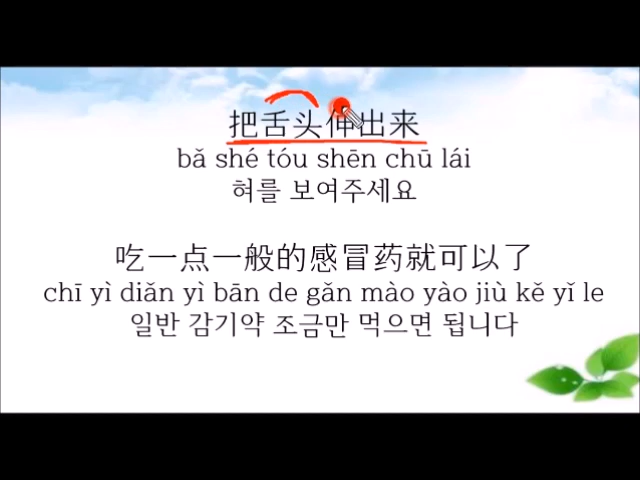 把舌头伸出来
bǎ shé tóu shēn chū lái
혀를 보여주세요
吃一点一般的感冒药就可以了
chī yì diǎn yì bān de gǎn mào yào jiù kě yǐ le
일반 감기약 조금만 먹으면 됩니다